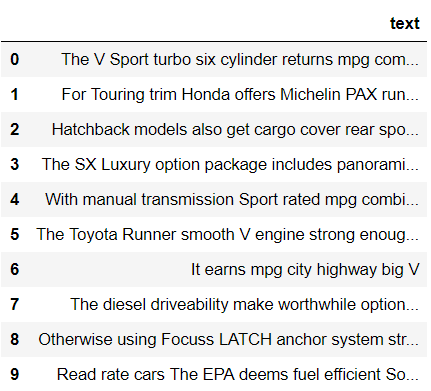 text
0 The V Sport turbo six cylinder returns mpg com...
1 For Touring trim Honda offers Michelin PAX run...
2 Hatchback models also get cargo cover rear spo...
3 The SX Luxury option package includes panorami...
4 With manual transmission Sport rated mpg combi...
5 The Toyota Runner smooth V engine strong enoug...
6 It earns mpg city highway big V
7 The diesel driveability make worthwhile option...
8 Otherwise using Focuss LATCH anchor system str...
9 Read rate cars The EPA deems fuel efficient So...